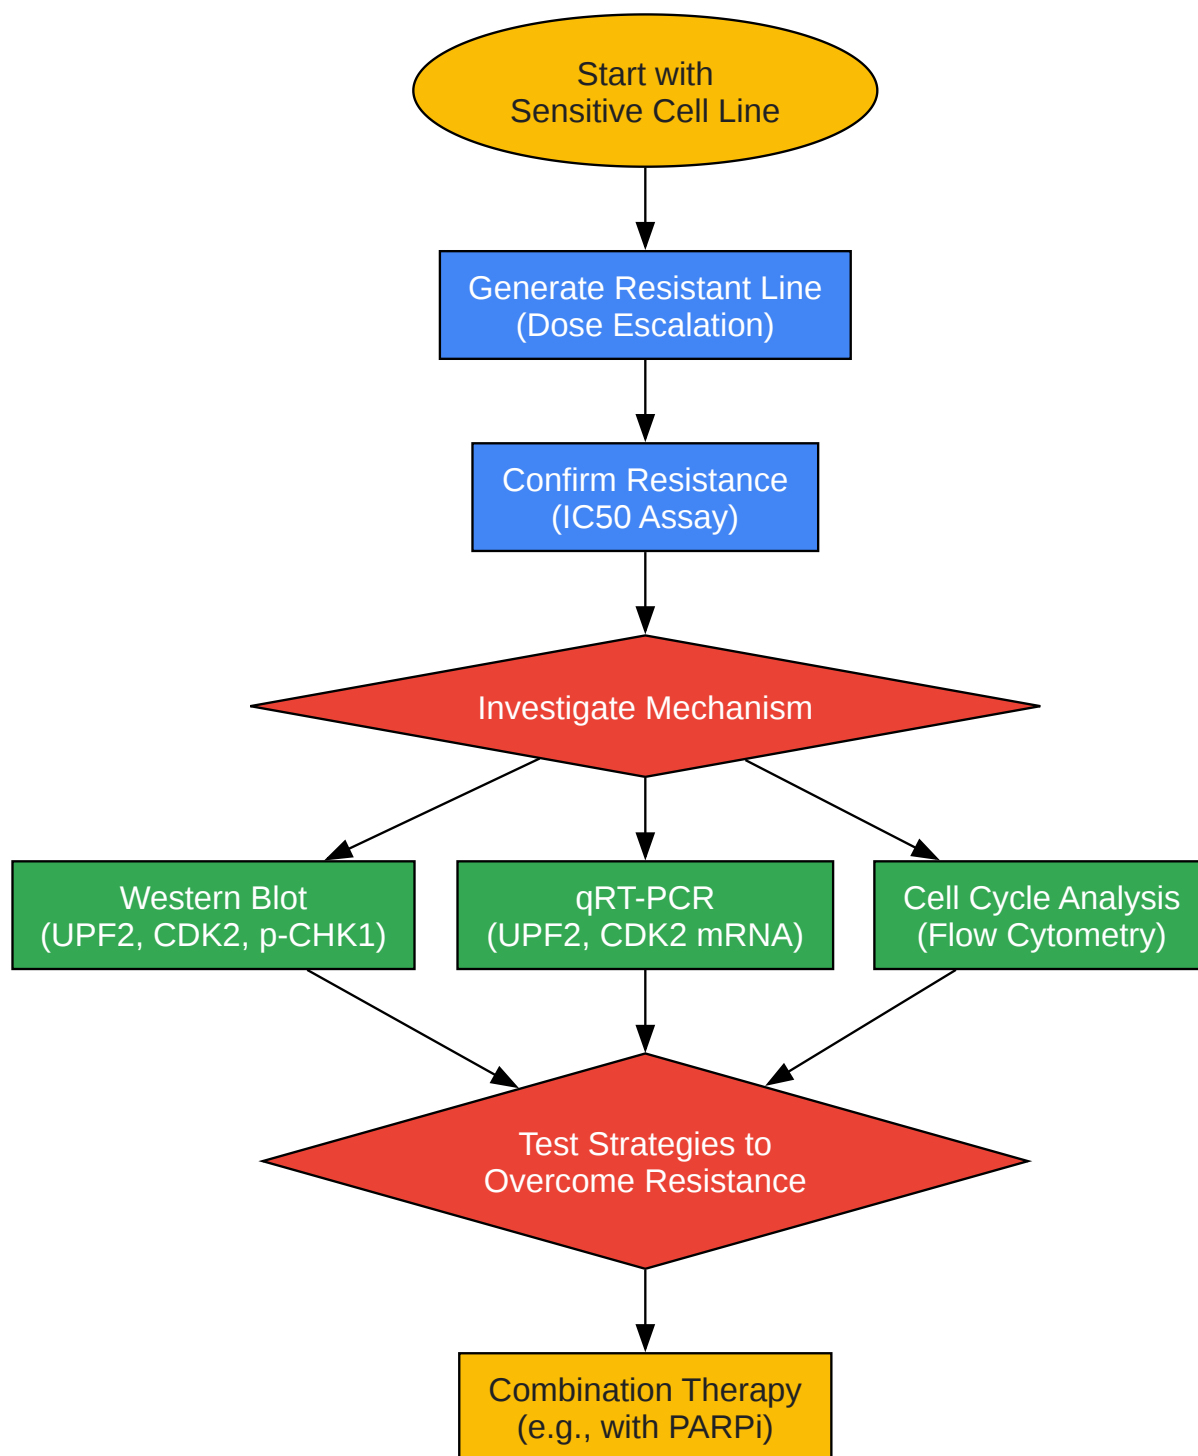 Start with
Sensitive Cell Line
Generate Resistant Line
(Dose Escalation)
Confirm Resistance
(IC50 Assay)
Investigate Mechanism
Western Blot
(UPF2, CDK2, p-CHK1)
qRT-PCR
(UPF2, CDK2 mRNA)
Cell Cycle Analysis
(Flow Cytometry)
Test Strategies to
Overcome Resistance
Combination Therapy
(e.g., with PARPi)